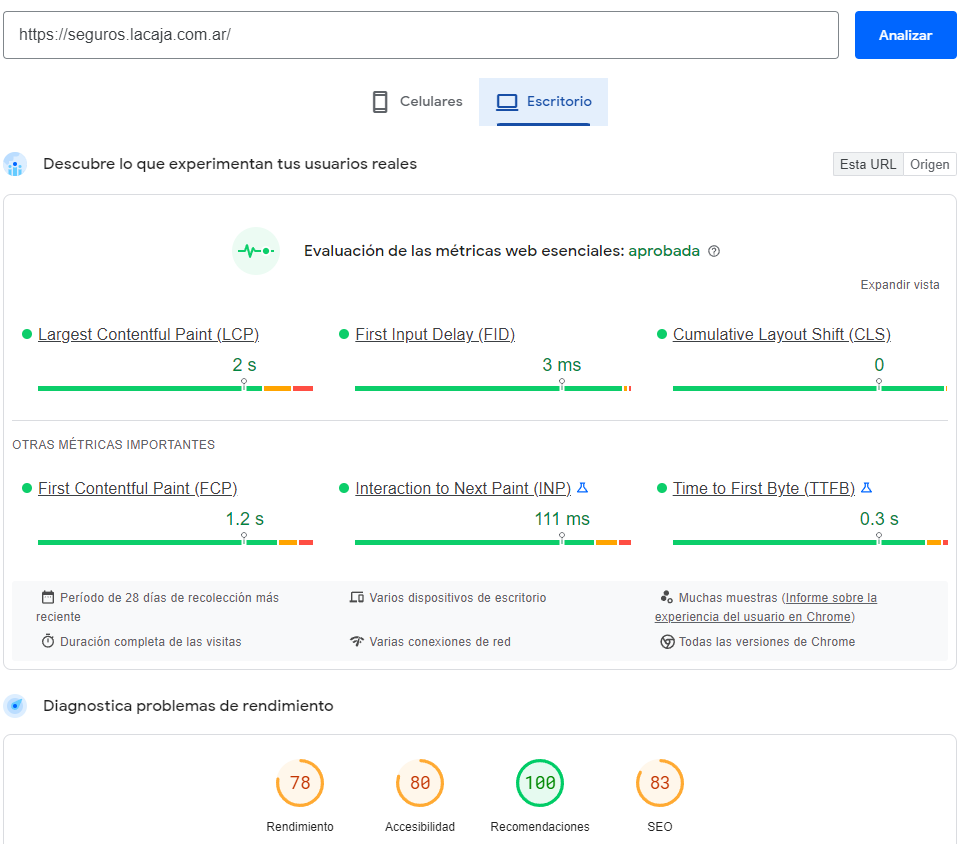 https://seguros.lacaja.com.ar/
Analizar
Celulares
Escritorio
Descubre lo que experimentan tus usuarios reales
Esta URL
Origen
Evaluación de las métricas web esenciales: aprobada
Expandir vista
Largest Contentful Paint (LCP)
2 s
First Input Delay (FID)
3 ms
Cumulative Layout Shift (CLS)
0
OTRAS MÉTRICAS IMPORTANTES
First Contentful Paint (FCP)
1.2 s
Interaction to Next Paint (INP)
111 ms
Time to First Byte (TTFB)
0.3 s
Período de 28 días de recolección más
reciente
Varios dispositivos de escritorio
Muchas muestras (Informe sobre la
experiencia del usuario en Chrome)
Duración completa de las visitas
Varias conexiones de red
Todas las versiones de Chrome
Diagnostica problemas de rendimiento
78
Rendimiento
80
Accesibilidad
100
Recomendaciones
83
SEO